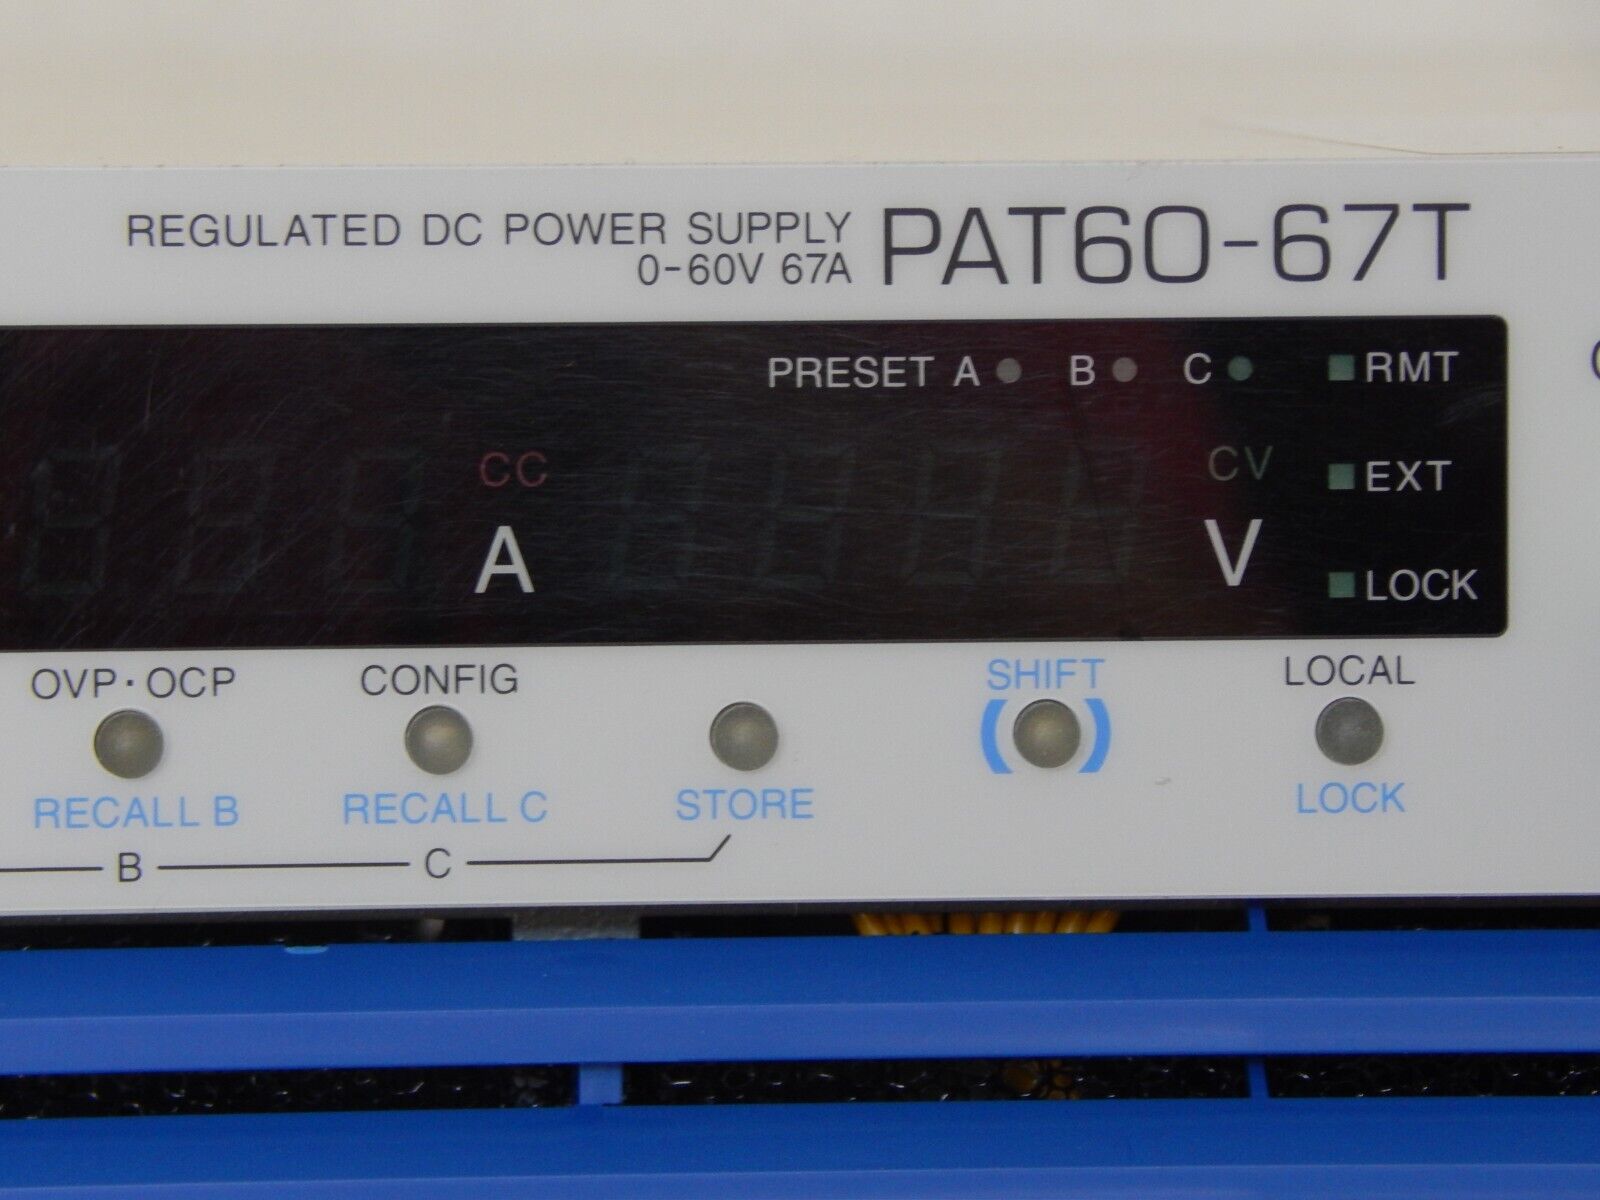 REGULATED DC POWER SUPPLY PAT60-67T
0-60V 67A
PRESET A B C RMT
CC CV EXT
A V LOCK
OVP·OCP CONFIG SHIFT LOCAL
( )
RECALL B RECALL C STORE LOCK
B C